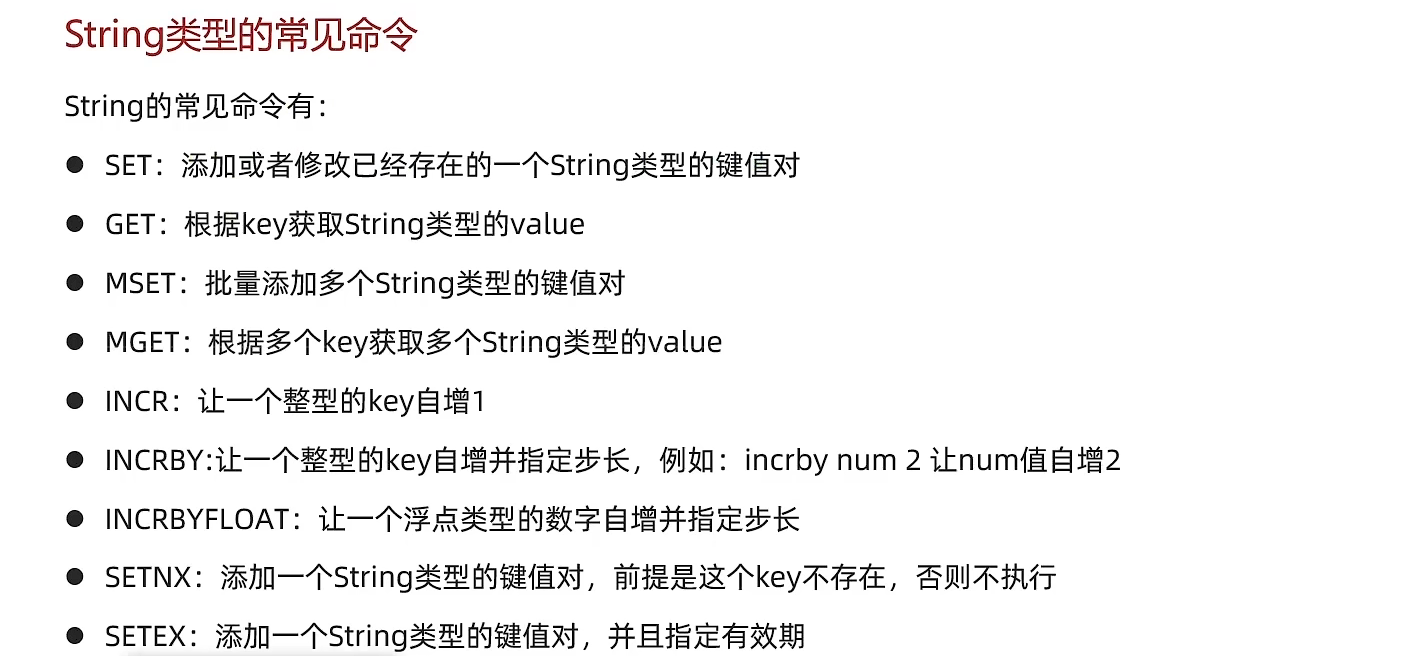 String类型的常见命令
String的常见命令有：
● SET：添加或者修改已经存在的一个String类型的键值对
● GET：根据key获取String类型的value
● MSET：批量添加多个String类型的键值对
● MGET：根据多个key获取多个String类型的value
● INCR：让一个整型的key自增1
● INCRBY:让一个整型的key自增并指定步长，例如：incrby num 2 让num值自增2
● INCRBYFLOAT：让一个浮点类型的数字自增并指定步长
● SETNX：添加一个String类型的键值对，前提是这个key不存在，否则不执行
● SETEX：添加一个String类型的键值对，并且指定有效期